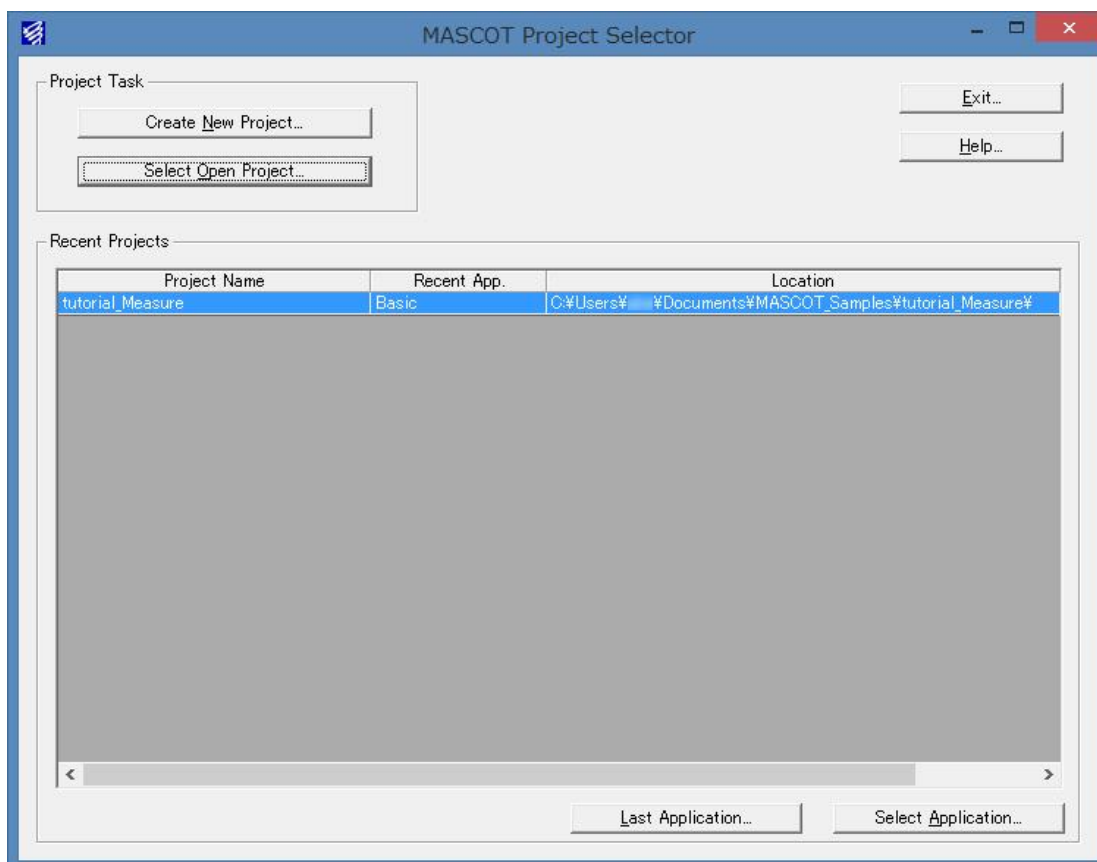 MASCOT Project Selector
Project Task
Create New Project...
Select Open Project...
Exit...
Help...
Recent Projects
Project Name Recent App. Location
tutorial_Measure Basic C:¥Users¥ ¥Documents¥MASCOT_Samples¥tutorial_Measure¥
Last Application...
Select Application...